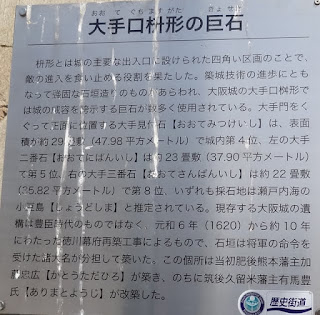 おおてぐちますがた きょせき
大手口枡形の巨石
枡形とは城の主要な出入口に設けられた四角い区画のことで、
敵の進入を食い止める役割を果たした。築城技術の進歩にとも
なって強固な石垣造りのものがあらわれ、大阪城の大手口枡形で
は城の威容を誇示する巨石が数多く使用されている。大手門をく
ぐって正面に位置する大手見付石【おおてみつけいし】は、表面
積が約29畳敷（47.98平方メートル）で城内第4位、左の大手
二番石【おおてにばんいし】は約23畳敷（37.90平方メートル）
で第5位、右の大手三番石【おおてさんばんいし】は約22畳敷
（35.82平方メートル）で第8位、いずれも採石地は瀬戸内海の
小豆島【しょうどしま】と推定されている。現存する大阪城の遺
構は豊臣時代のものではなく、元和6年（1620）から約10年
にわたった徳川幕府再築工事によるもので、石垣は将軍の命令を
受けた諸大名が分担して築いた。この個所は当初肥後熊本藩主加
藤忠広【かとうただひろ】が築き、のちに筑後久留米藩主有馬豊
氏【ありまとようじ】が改築した。
歴史街道